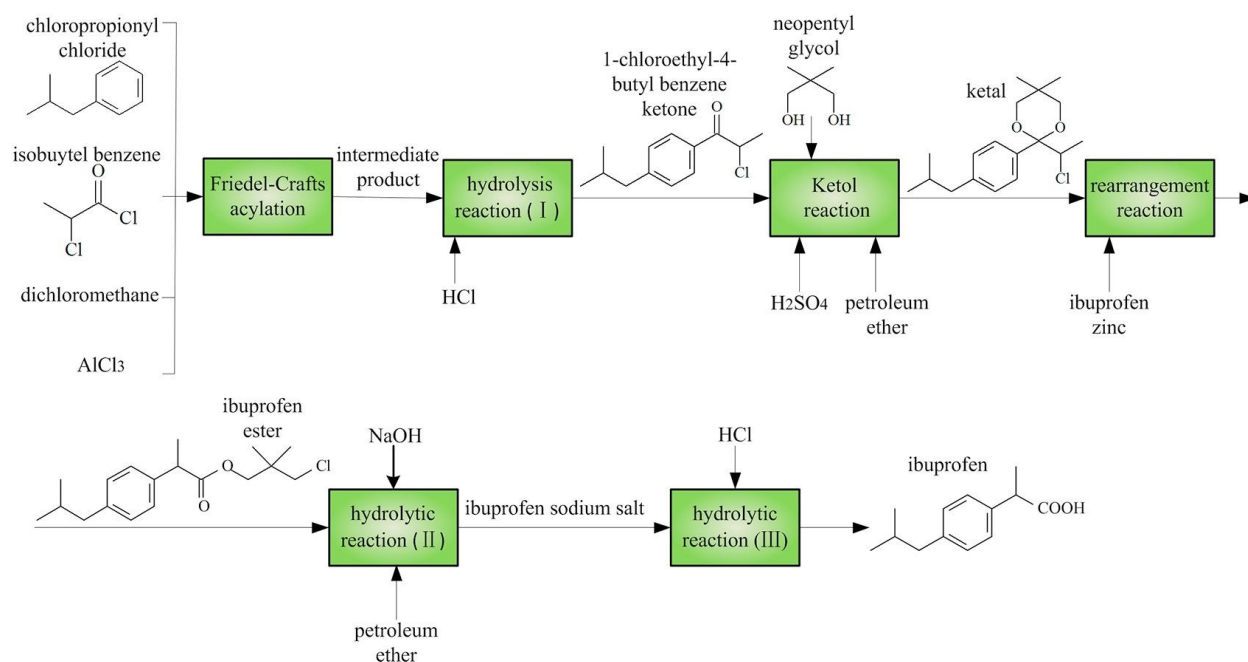 chloropropionyl
chloride
isobuytel benzene
O
Cl
Cl
dichloromethane
AlCl3
Friedel-Crafts
acylation
intermediate
product
hydrolysis
reaction ( Ⅰ )
HCl
1-chloroethyl-4-
butyl benzene
ketone
O
Cl
neopentyl
glycol
OH OH
Ketol
reaction
H2SO4
petroleum
ether
ketal
O O
Cl
rearrangement
reaction
ibuprofen
zinc
ibuprofen
ester
O
Cl
O
NaOH
hydrolytic
reaction (Ⅱ)
petroleum
ether
ibuprofen sodium salt
HCl
hydrolytic
reaction (Ⅲ)
ibuprofen
COOH